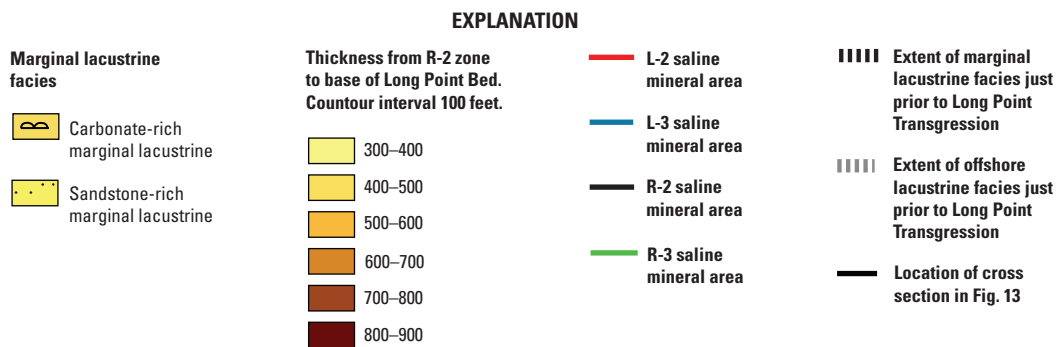 EXPLANATION
Marginal lacustrine
facies
Carbonate-rich
marginal lacustrine
Sandstone-rich
marginal lacustrine
Thickness from R-2 zone
to base of Long Point Bed.
Countour interval 100 feet.
300–400
400–500
500–600
600–700
700–800
800–900
L-2 saline
mineral area
L-3 saline
mineral area
R-2 saline
mineral area
R-3 saline
mineral area
Extent of marginal
lacustrine facies just
prior to Long Point
Transgression
Extent of offshore
lacustrine facies just
prior to Long Point
Transgression
Location of cross
section in Fig. 13